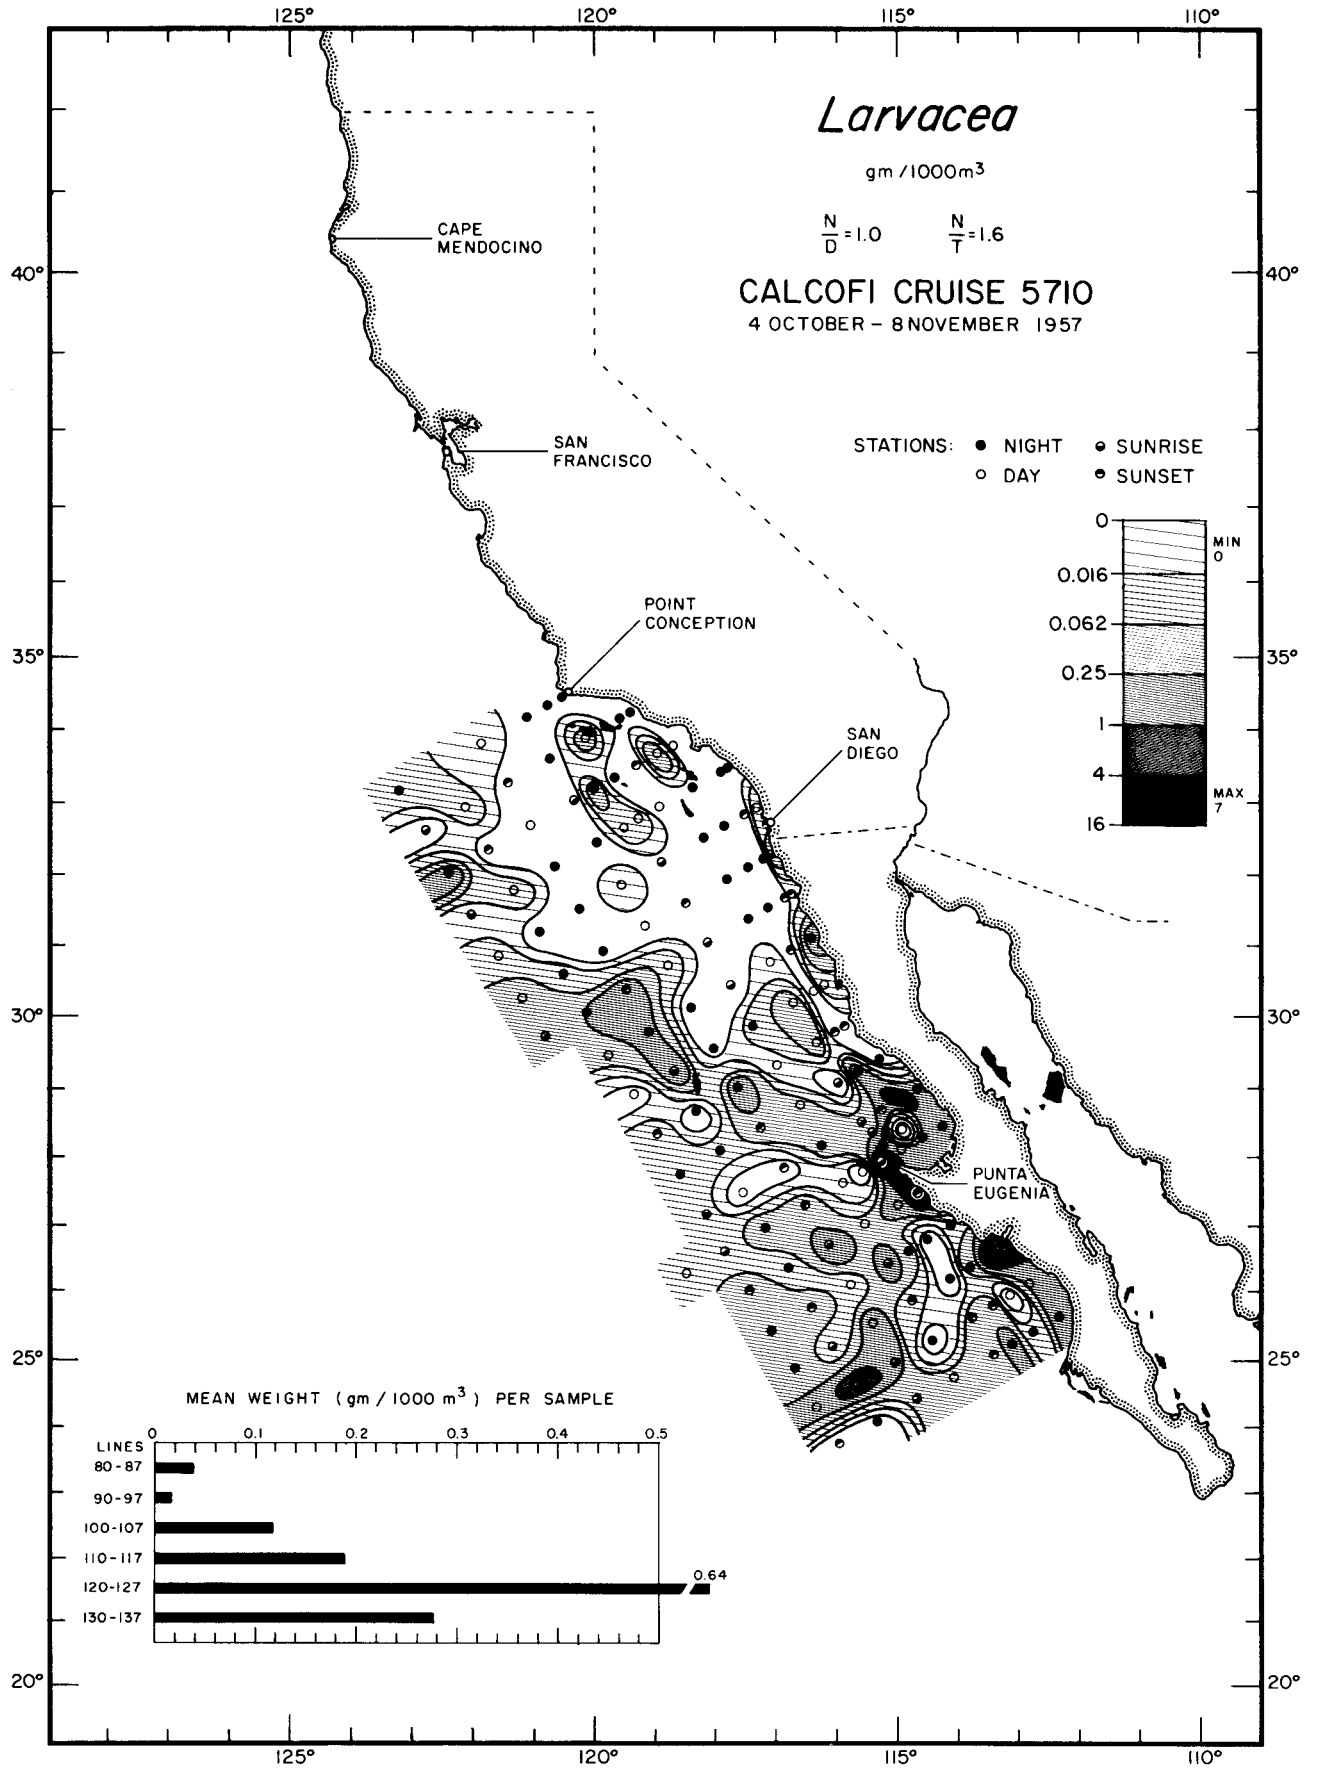 125° 120° 115° 110°
Larvacea
gm/1000m³
N/D = 1.0 N/T = 1.6
CALCOFI CRUISE 5710
4 OCTOBER – 8 NOVEMBER 1957
CAPE
MENDOCINO
40° 40°
SAN
FRANCISCO
STATIONS: NIGHT SUNRISE
DAY SUNSET
0
MIN
0
0.016
0.062
0.25
1
4
MAX
7
16
POINT
CONCEPTION
35° 35°
SAN
DIEGO
30° 30°
PUNTA
EUGENIA
25° 25°
MEAN WEIGHT (gm/1000 m³) PER SAMPLE
0 0.1 0.2 0.3 0.4 0.5
LINES
80-87
90-97
100-107
110-117
120-127 0.64
130-137
20° 20°
125° 120° 115° 110°